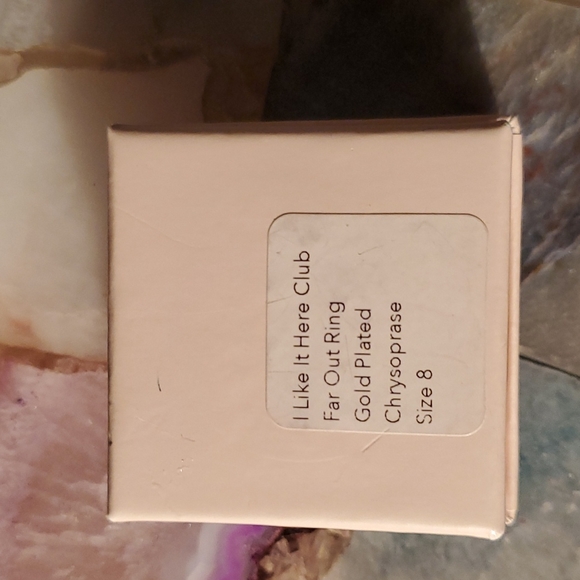 I Like It Here Club
Far Out Ring
Gold Plated
Chrysoprase
Size 8